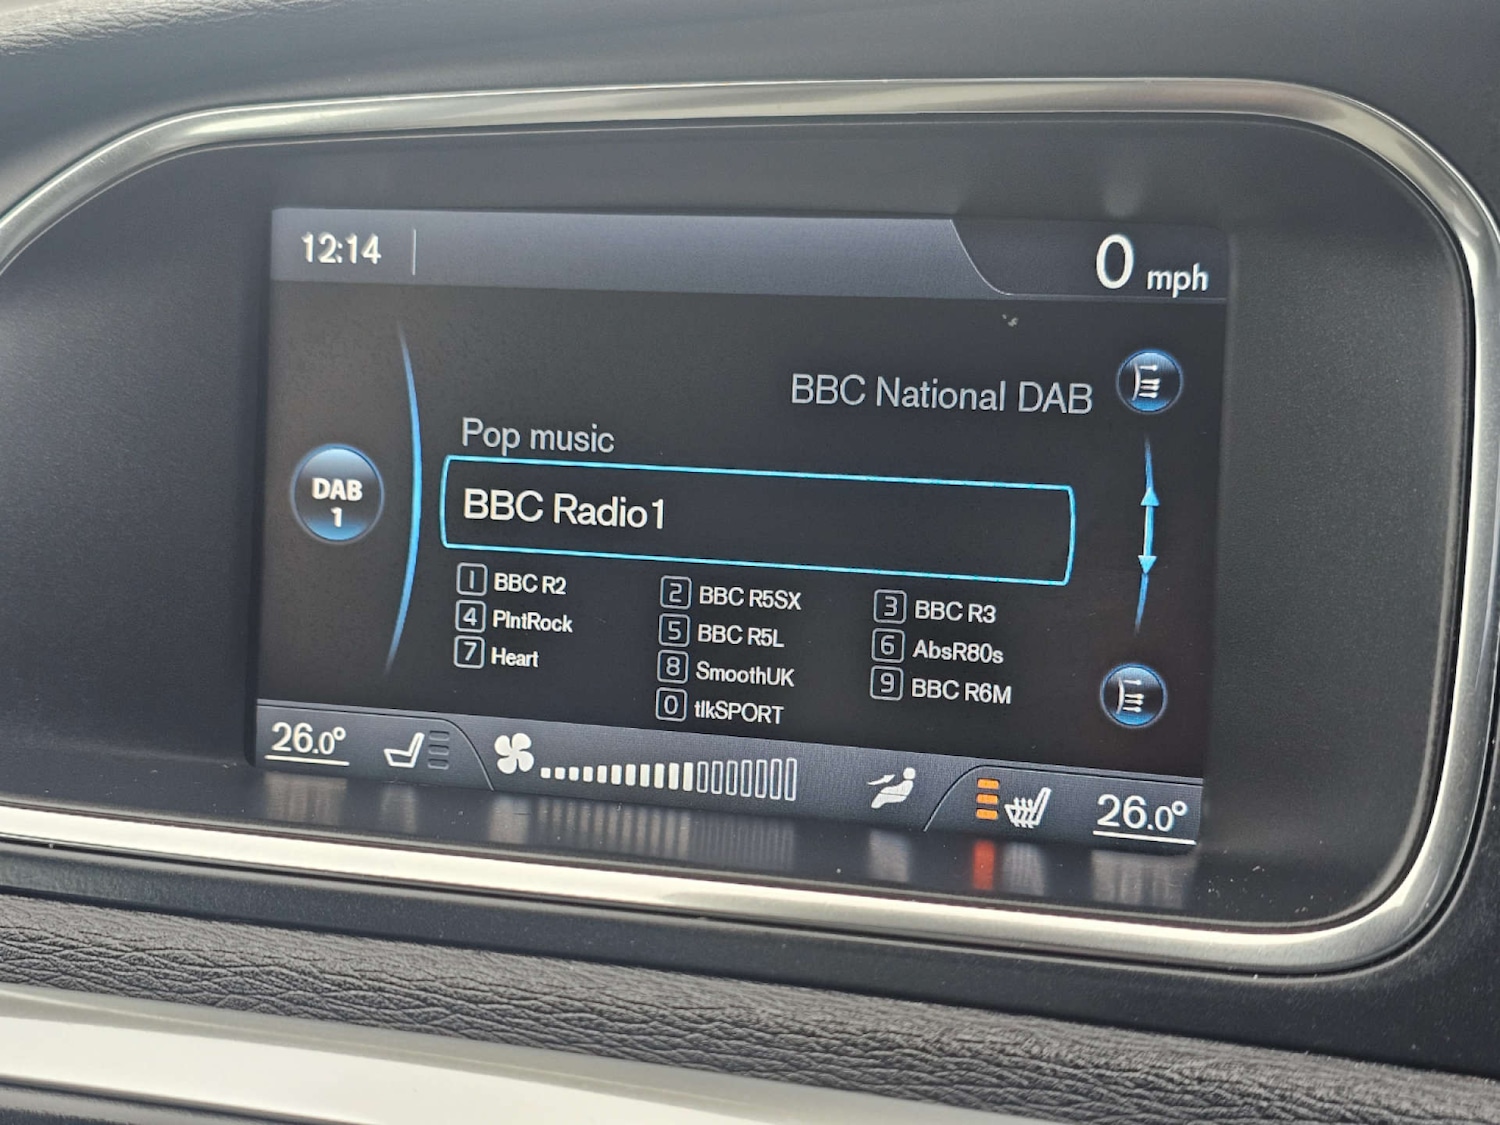 12:14
0 mph
BBC National DAB
Pop music
DAB
1
BBC Radio1
1 BBC R2
2 BBC R5SX
3 BBC R3
4 PlntRock
5 BBC R5L
6 AbsR80s
7 Heart
8 SmoothUK
9 BBC R6M
0 tlkSPORT
26.0°
26.0°